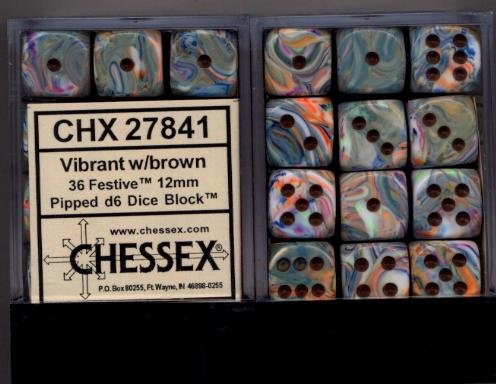 CHX 27841
Vibrant w/brown
36 Festive™ 12mm
Pipped d6 Dice Block™
www.chessex.com
CHESSEX®
P.O. Box 80255, Ft. Wayne, IN 46898-0255